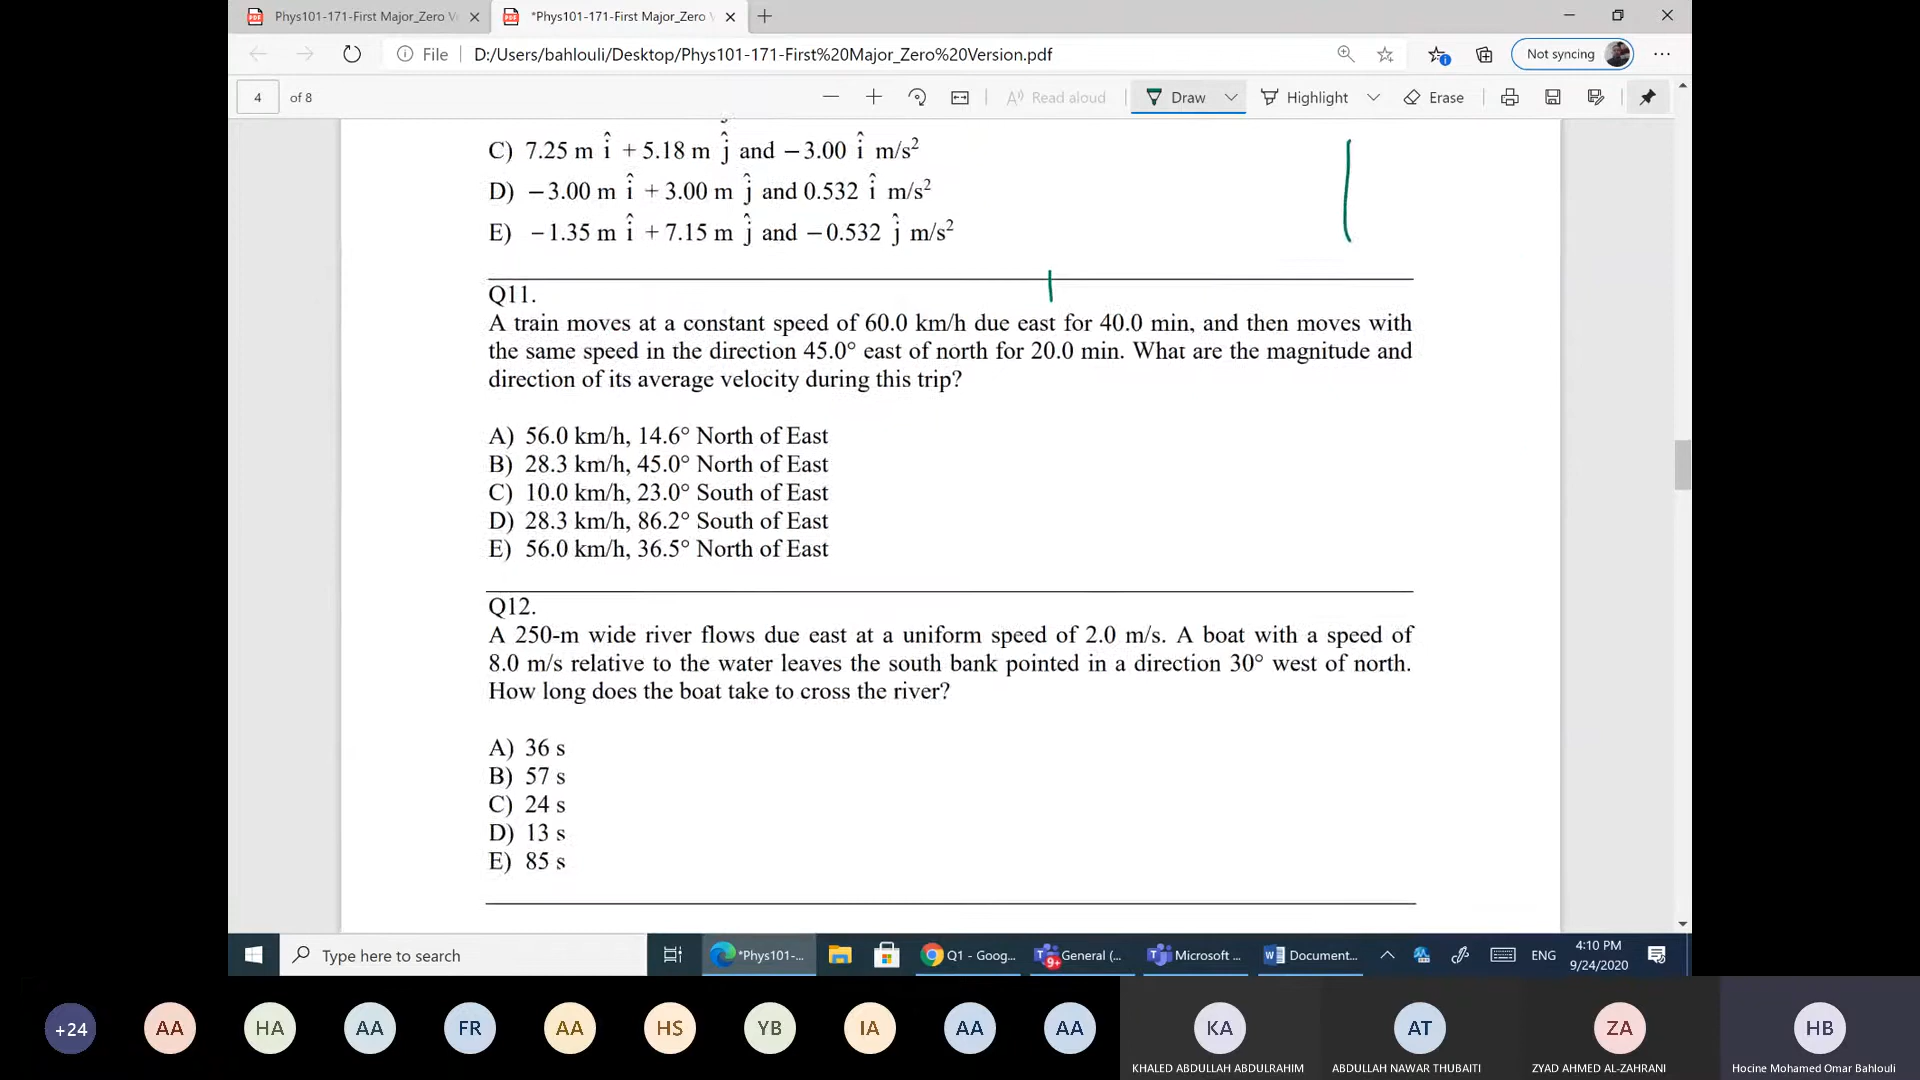 Phys101-171-First Major_Zero V
*Phys101-171-First Major_Zero V
File
D:/Users/bahlouli/Desktop/Phys101-171-First%20Major_Zero%20Version.pdf
Not syncing
4 of 8
Read aloud
Draw
Highlight
Erase
C) 7.25 m î + 5.18 m ĵ and – 3.00 î m/s²
D) – 3.00 m î + 3.00 m ĵ and 0.532 î m/s²
E) – 1.35 m î + 7.15 m ĵ and – 0.532 ĵ m/s²
Q11.
A train moves at a constant speed of 60.0 km/h due east for 40.0 min, and then moves with
the same speed in the direction 45.0° east of north for 20.0 min. What are the magnitude and
direction of its average velocity during this trip?
A) 56.0 km/h, 14.6° North of East
B) 28.3 km/h, 45.0° North of East
C) 10.0 km/h, 23.0° South of East
D) 28.3 km/h, 86.2° South of East
E) 56.0 km/h, 36.5° North of East
Q12.
A 250-m wide river flows due east at a uniform speed of 2.0 m/s. A boat with a speed of
8.0 m/s relative to the water leaves the south bank pointed in a direction 30° west of north.
How long does the boat take to cross the river?
A) 36 s
B) 57 s
C) 24 s
D) 13 s
E) 85 s
Type here to search
*Phys101-...
Q1 - Goog...
9+
General (...
Microsoft ...
Document...
ENG
4:10 PM
9/24/2020
+24
AA
HA
AA
FR
AA
HS
YB
IA
AA
AA
KA
AT
ZA
HB
KHALED ABDULLAH ABDULRAHIM
ABDULLAH NAWAR THUBAITI
ZYAD AHMED AL-ZAHRANI
Hocine Mohamed Omar Bahlouli